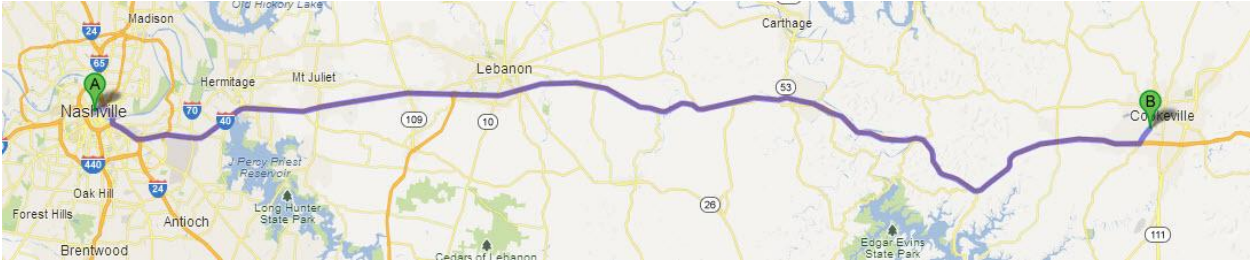 Old Hickory Lake
Madison
24
65
Carthage
A
Nashville
Hermitage
Mt Juliet
Lebanon
70
40
109
10
53
B
Cookeville
440
J Percy Priest
Reservoir
Oak Hill
24
Long Hunter
State Park
Forest Hills
Antioch
26
Edgar Evins
State Park
111
Brentwood
Cedars of Lebanon